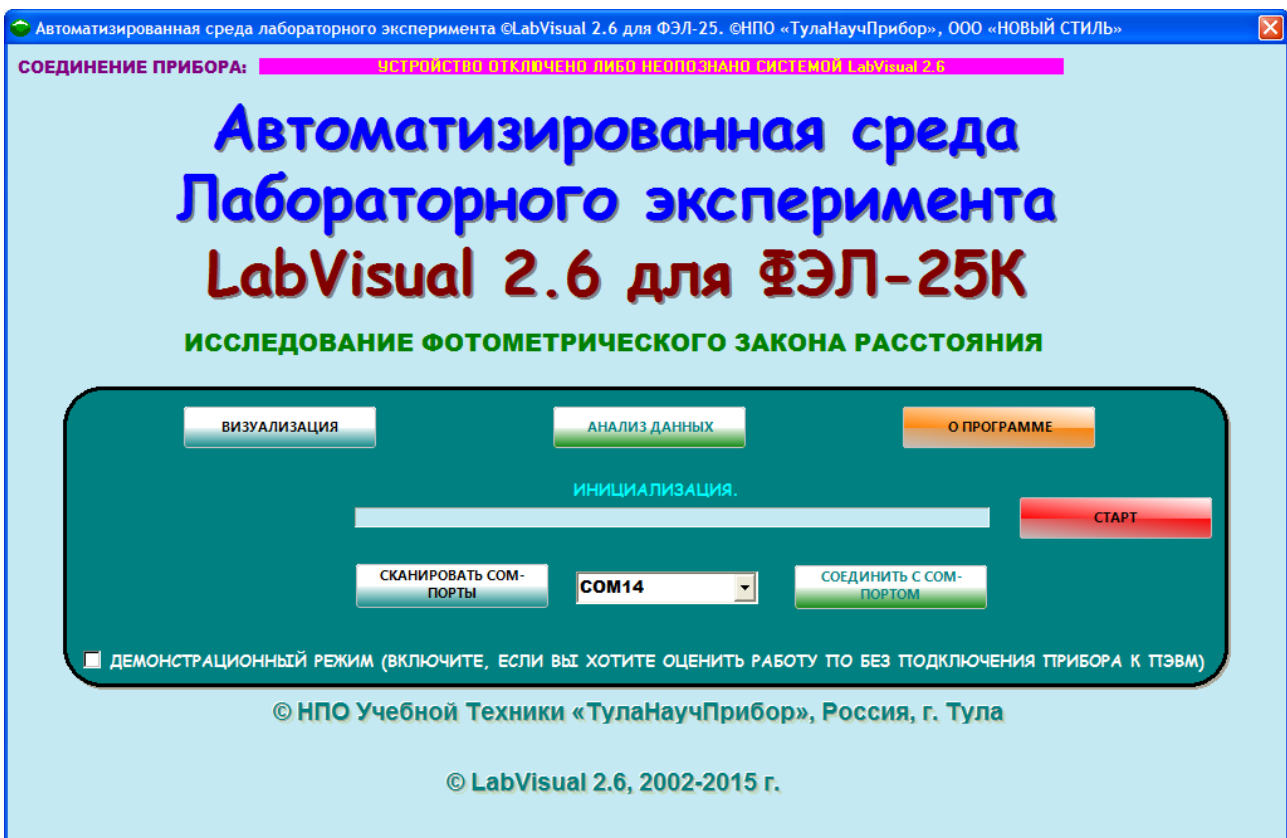 Автоматизированная среда лабораторного эксперимента ©LabVisual 2.6 для ФЭЛ-25. ©НПО «ТулаНаучПрибор», ООО «НОВЫЙ СТИЛЬ»
СОЕДИНЕНИЕ ПРИБОРА: УСТРОЙСТВО ОТКЛЮЧЕНО ЛИБО НЕОПОЗНАНО СИСТЕМОЙ LabVisual 2.6
Автоматизированная среда
Лабораторного эксперимента
LabVisual 2.6 для ФЭЛ-25К
ИССЛЕДОВАНИЕ ФОТОМЕТРИЧЕСКОГО ЗАКОНА РАССТОЯНИЯ
ВИЗУАЛИЗАЦИЯ АНАЛИЗ ДАННЫХ О ПРОГРАММЕ
ИНИЦИАЛИЗАЦИЯ.
СТАРТ
СКАНИРОВАТЬ COM-
ПОРТЫ
COM14
СОЕДИНИТЬ С COM-
ПОРТОМ
ДЕМОНСТРАЦИОННЫЙ РЕЖИМ (ВКЛЮЧИТЕ, ЕСЛИ ВЫ ХОТИТЕ ОЦЕНИТЬ РАБОТУ ПО БЕЗ ПОДКЛЮЧЕНИЯ ПРИБОРА К ПЭВМ)
© НПО Учебной Техники «ТулаНаучПрибор», Россия, г. Тула
© LabVisual 2.6, 2002-2015 г.